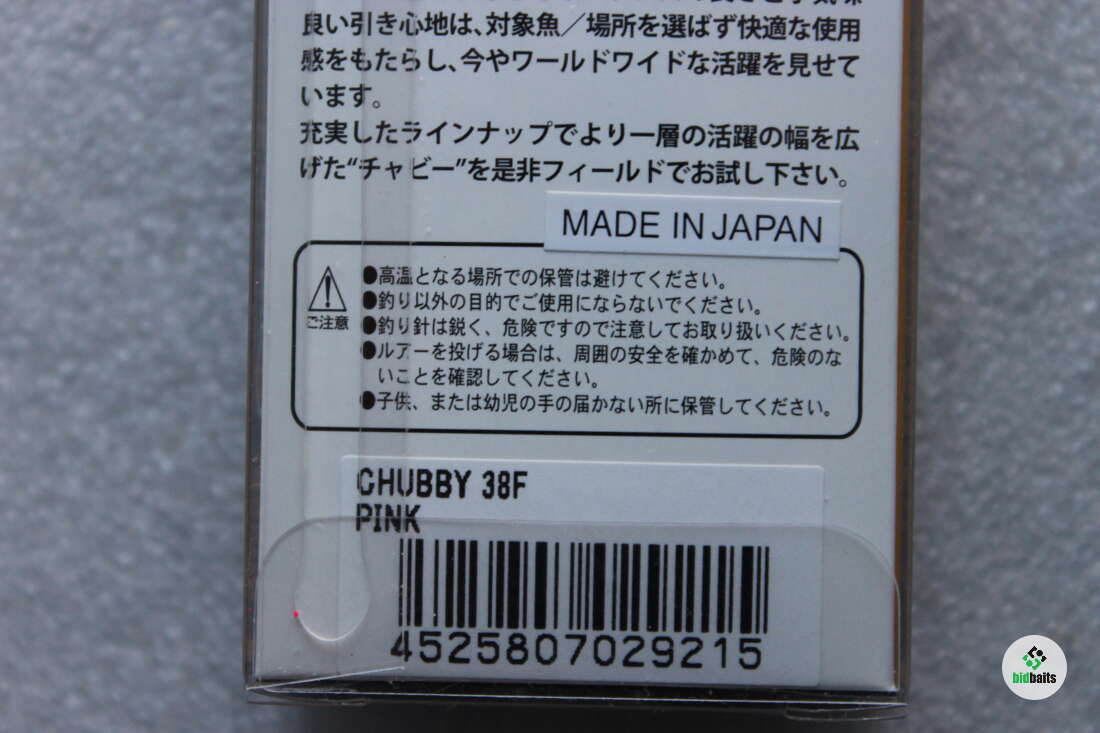 良い引き心地は、対象魚／場所を選ばず快適な使用
感をもたらし、今やワールドワイドな活躍を見せて
います。
充実したラインナップでより一層の活躍の幅を広
げた“チャビー”を是非フィールドでお試し下さい。
MADE IN JAPAN
ご注意
●高温となる場所での保管は避けてください。
●釣り以外の目的でご使用にならないでください。
●釣り針は鋭く、危険ですので注意してお取り扱いください。
●ルアーを投げる場合は、周囲の安全を確かめて、危険のな
いことを確認してください。
●子供、または幼児の手の届かない所に保管してください。
CHUBBY 38F
PINK
4525807029215
bidbaits